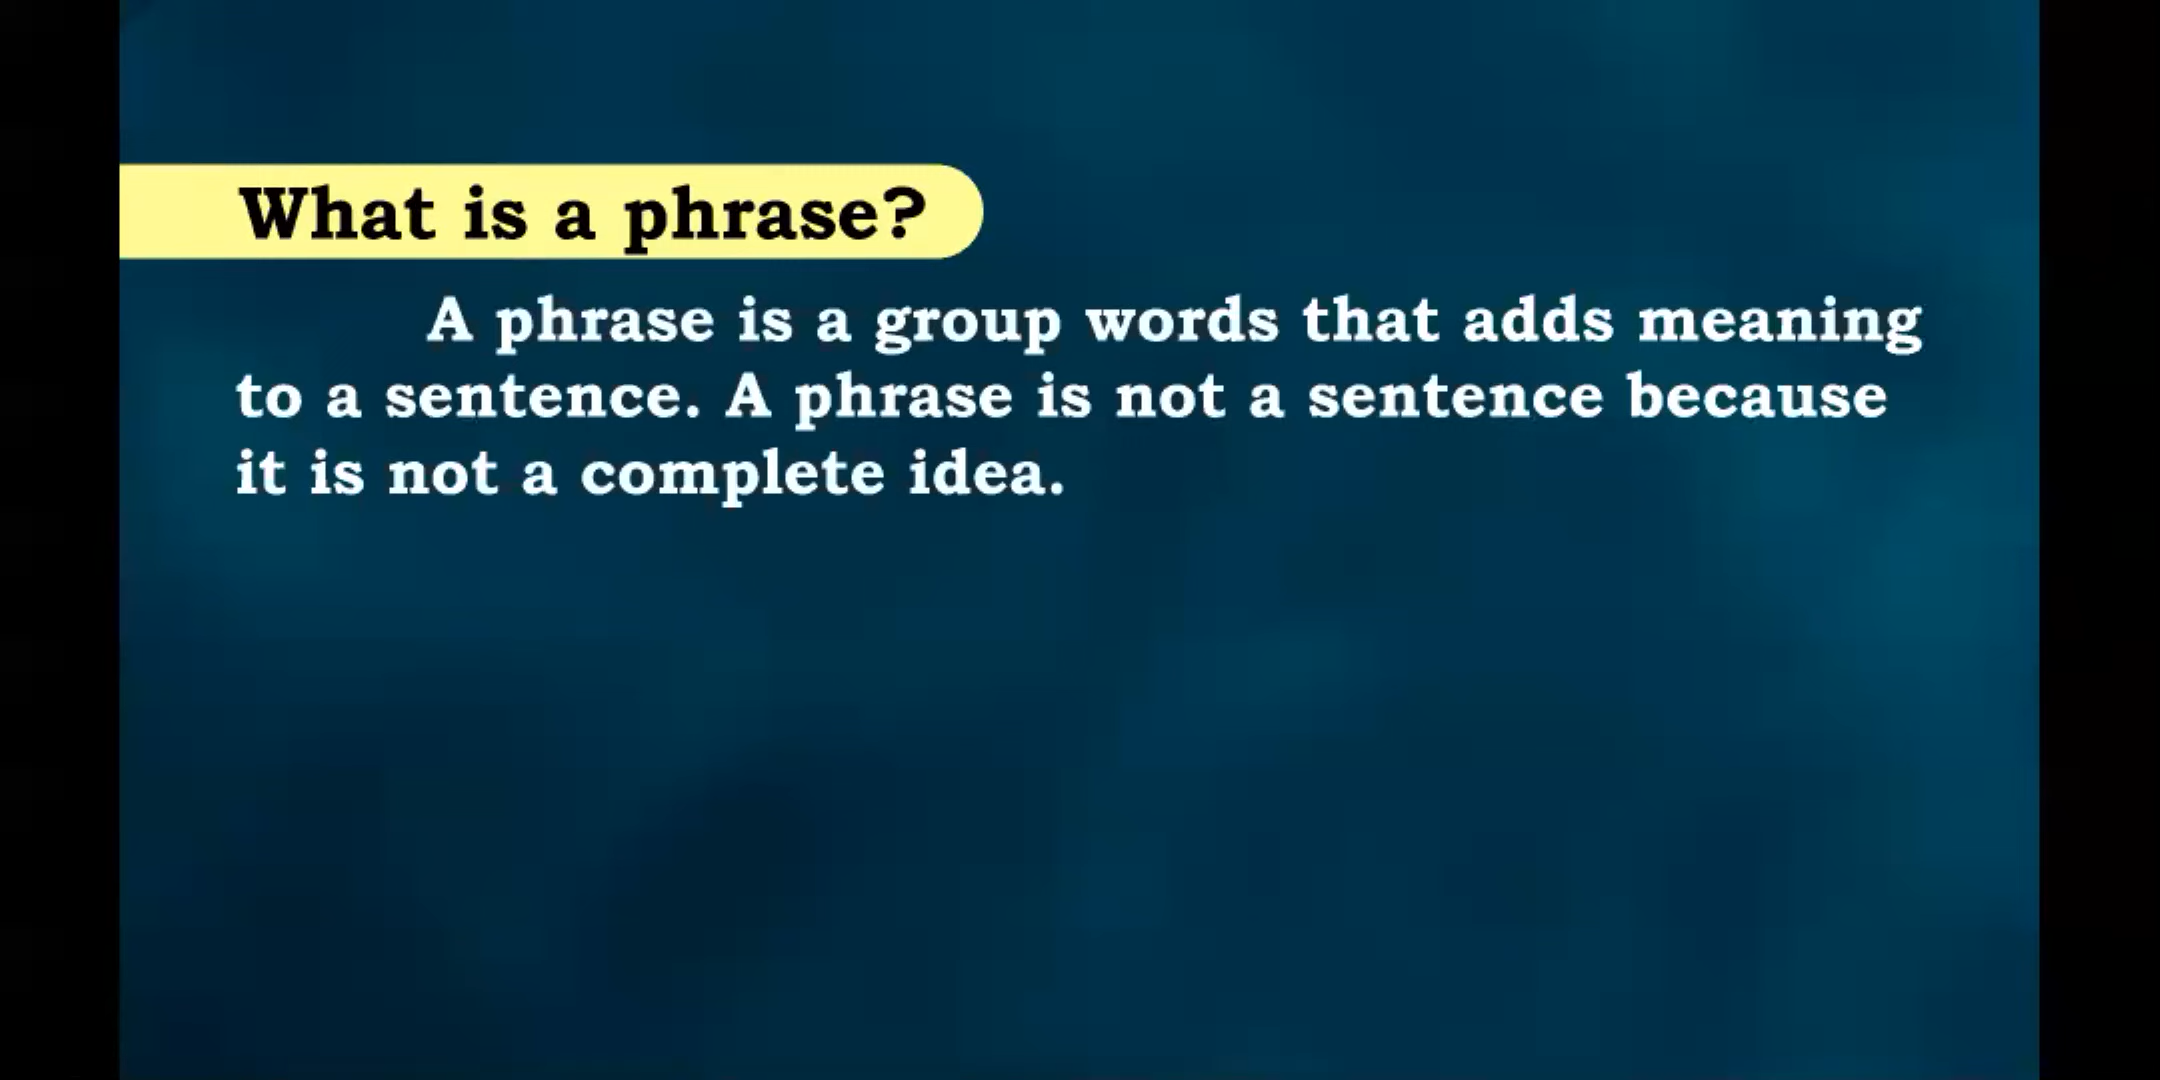 What is a phrase?
A phrase is a group words that adds meaning
to a sentence. A phrase is not a sentence because
it is not a complete idea.